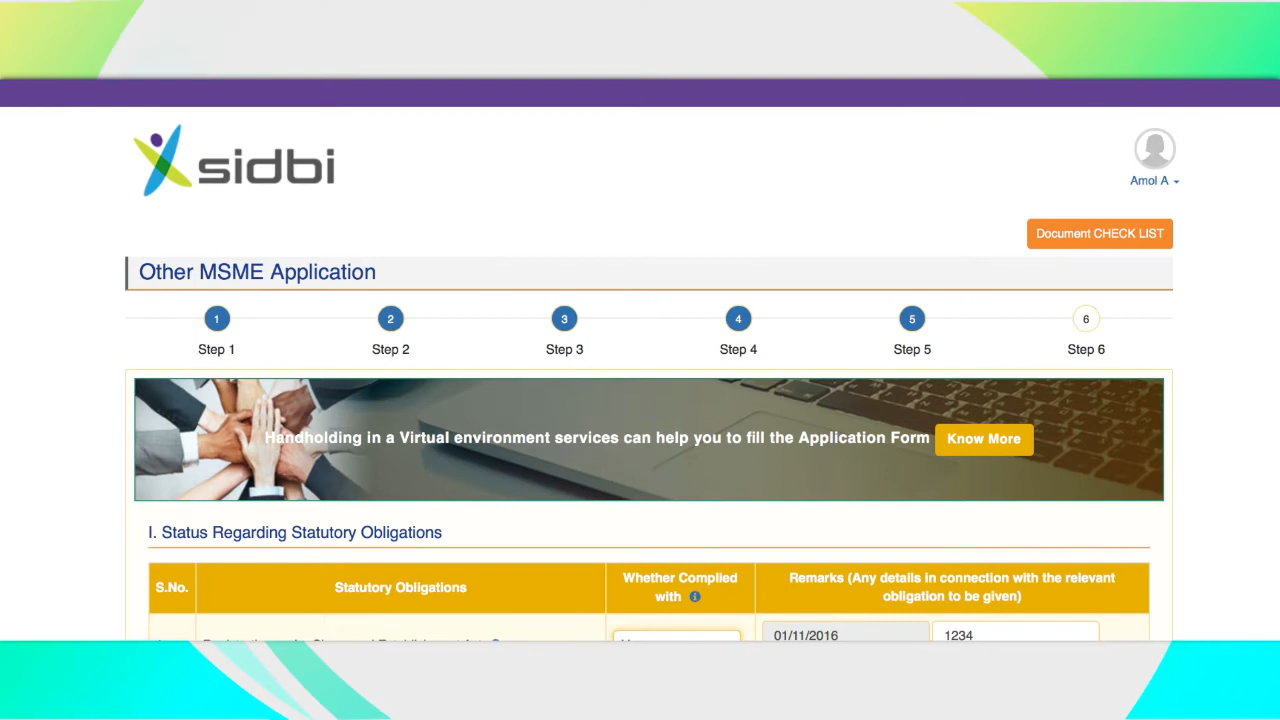 sidbi
Amol A
Document CHECK LIST
Other MSME Application
1 2 3 4 5 6
Step 1 Step 2 Step 3 Step 4 Step 5 Step 6
Handholding in a Virtual environment services can help you to fill the Application Form Know More
I. Status Regarding Statutory Obligations
S.No. Statutory Obligations Whether Complied with Remarks (Any details in connection with the relevant obligation to be given)
01/11/2016 1234